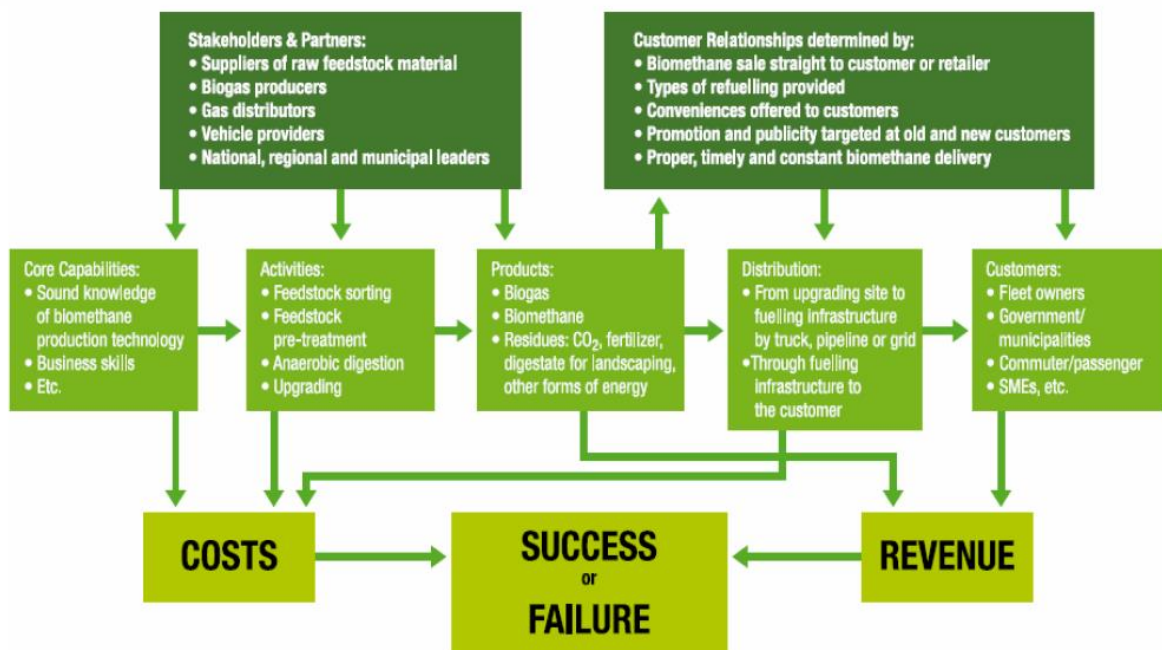 Stakeholders & Partners:
• Suppliers of raw feedstock material
• Biogas producers
• Gas distributors
• Vehicle providers
• National, regional and municipal leaders
Customer Relationships determined by:
• Biomethane sale straight to customer or retailer
• Types of refuelling provided
• Conveniences offered to customers
• Promotion and publicity targeted at old and new customers
• Proper, timely and constant biomethane delivery
Core Capabilities:
• Sound knowledge
of biomethane
production technology
• Business skills
• Etc.
Activities:
• Feedstock sorting
• Feedstock
pre-treatment
• Anaerobic digestion
• Upgrading
Products:
• Biogas
• Biomethane
• Residues: CO₂, fertilizer,
digestate for landscaping,
other forms of energy
Distribution:
• From upgrading site to
fuelling infrastructure
by truck, pipeline or grid
• Through fuelling
infrastructure to
the customer
Customers:
• Fleet owners
• Government/
municipalities
• Commuter/passenger
• SMEs, etc.
COSTS
SUCCESS
or
FAILURE
REVENUE